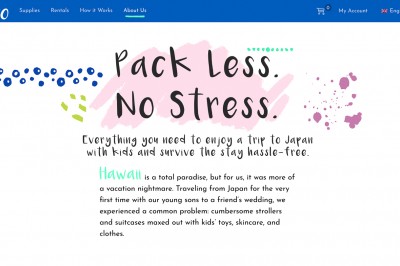 Supplies Rentals How it Works About Us 0 My Account
Pack Less.
No Stress.
Everything you need to enjoy a trip to Japan
with kids and survive the stay hassle-free.
Hawaii is a total paradise, but for us, it was more of
a vacation nightmare. Traveling from Japan for the very
first time with our young sons to a friend's wedding, we
experienced a common problem: cumbersome strollers
and suitcases maxed out with kids' toys, skincare, and
clothes.